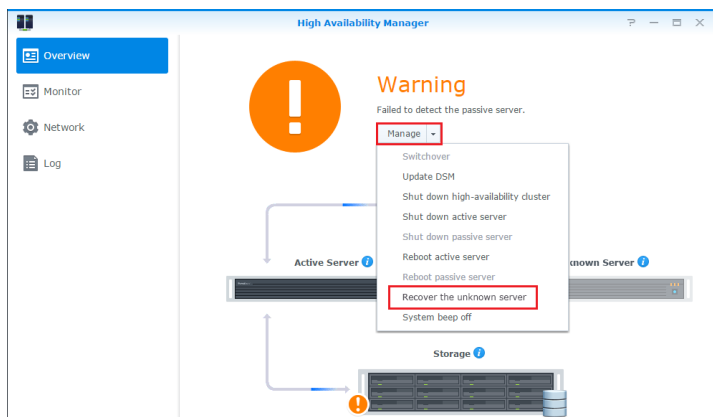 High Availability Manager
Overview
Monitor
Network
Log
Warning
Failed to detect the passive server.
Manage
Switchover
Update DSM
Shut down high-availability cluster
Shut down active server
Shut down passive server
Reboot active server
Reboot passive server
Recover the unknown server
System beep off
Active Server
Server
Storage